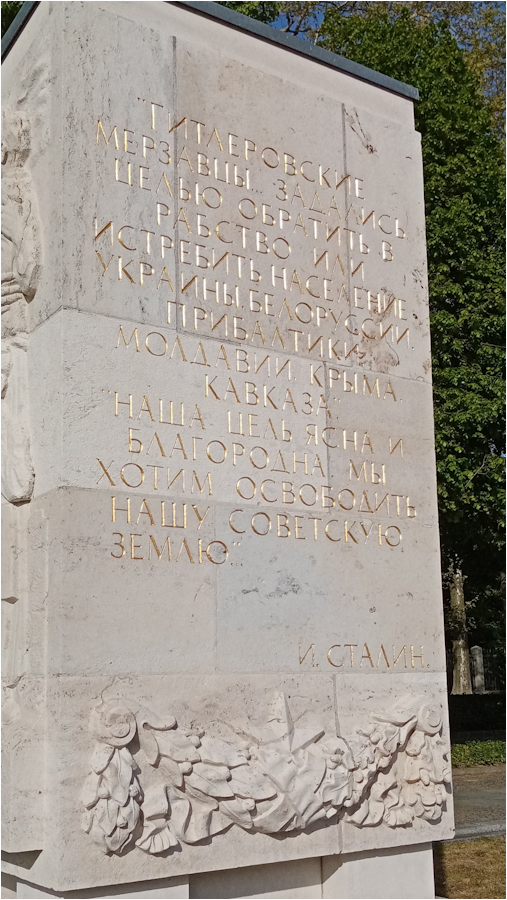 "ГИТЛЕРОВСКИЕ
МЕРЗАВЦЫ... ЗАДАЛИСЬ
ЦЕЛЬЮ ОБРАТИТЬ В
РАБСТВО ИЛИ
ИСТРЕБИТЬ НАСЕЛЕНИЕ
УКРАИНЫ, БЕЛОРУССИИ,
ПРИБАЛТИКИ,
МОЛДАВИИ, КРЫМА,
КАВКАЗА".
"НАША ЦЕЛЬ ЯСНА И
БЛАГОРОДНА. МЫ
ХОТИМ ОСВОБОДИТЬ
НАШУ СОВЕТСКУЮ
ЗЕМЛЮ".
И. СТАЛИН.